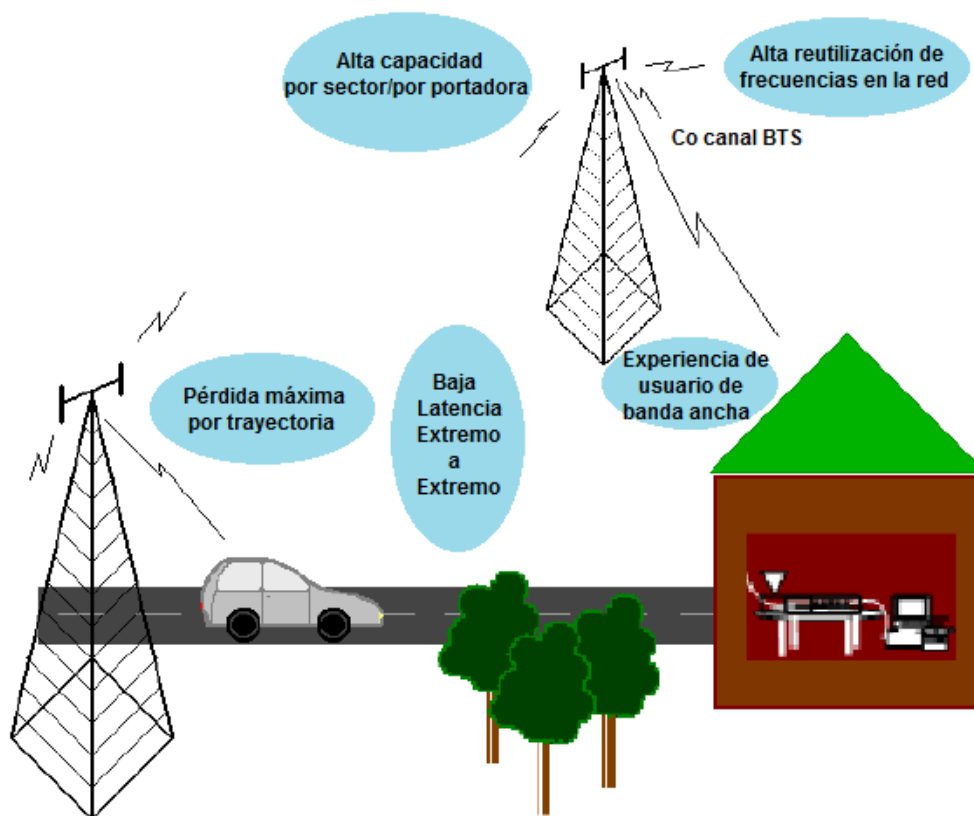 Alta capacidad
por sector/por portadora
Alta reutilización de
frecuencias en la red
Co canal BTS
Pérdida máxima
por trayectoria
Baja
Latencia
Extremo
a
Extremo
Experiencia de
usuario de
banda ancha